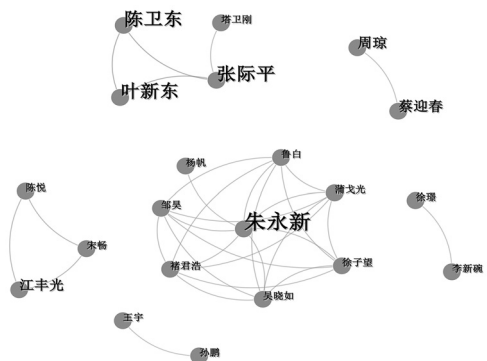 陈卫东
塔卫刚
周琼
张际平
叶新东
蔡迎春
鲁白
杨帆
陈悦
蒲戈光
徐璟
邹昊
朱永新
宋畅
褚君浩
徐子望
李新碗
江丰光
吴晓如
王宇
孙鹏